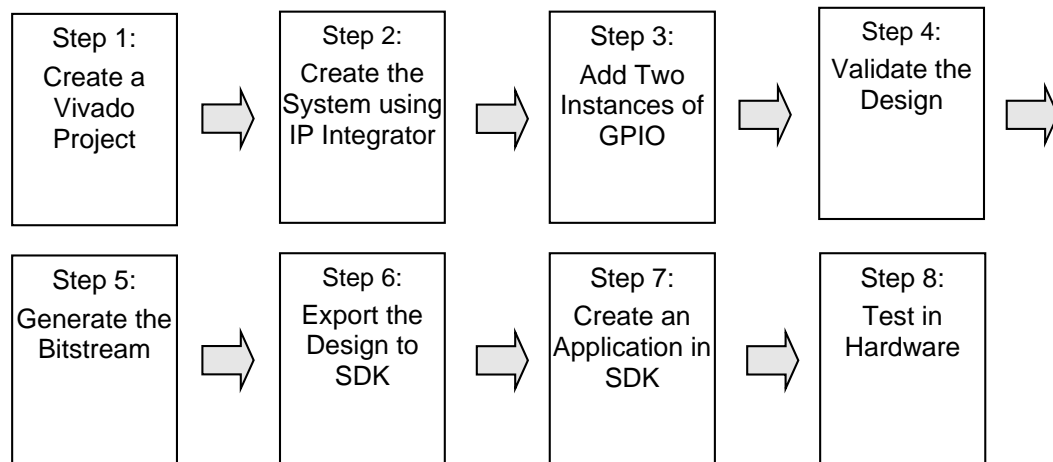 Step 1:
Create a
Vivado
Project
Step 2:
Create the
System using
IP Integrator
Step 3:
Add Two
Instances of
GPIO
Step 4:
Validate the
Design
Step 5:
Generate the
Bitstream
Step 6:
Export the
Design to
SDK
Step 7:
Create an
Application in
SDK
Step 8:
Test in
Hardware